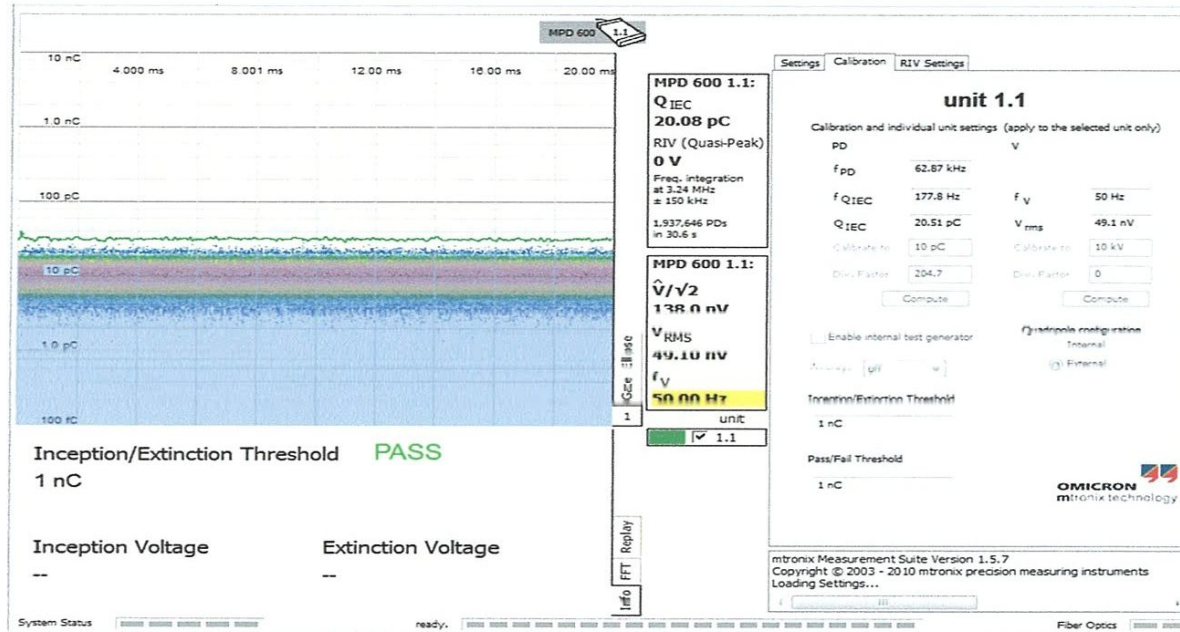 MPD 600 1.1
10 nC
4.000 ms 8.001 ms 12.00 ms 16.00 ms 20.00 ms
1.0 nC
100 pC
10 pC
1.0 pC
100 fC
MPD 600 1.1:
Q IEC
20.08 pC
RIV (Quasi-Peak)
0 V
Freq. integration
at 3.24 MHz
± 150 kHz
1,937,646 PDs
in 30.6 s
MPD 600 1.1:
V̂/√2
138.0 nV
V RMS
49.10 nV
f V
50.00 Hz
unit
1.1
Ellipse
1
Replay
FFT
Info
Inception/Extinction Threshold PASS
1 nC
Inception Voltage Extinction Voltage
-- --
Settings Calibration RIV Settings
unit 1.1
Calibration and individual unit settings (apply to the selected unit only)
PD V
f PD 62.87 kHz
f QIEC 177.8 Hz f V 50 Hz
Q IEC 20.51 pC V rms 49.1 nV
Calibrate to 10 pC Calibrate to 10 kV
Divi. Factor 204.7 Divi. Factor 0
Compute Compute
Enable internal test generator Quadripole configuration
Internal
off External
Inception/Extinction Threshold
1 nC
Pass/Fail Threshold
1 nC
OMICRON
mtronix technology
mtronix Measurement Suite Version 1.5.7
Copyright © 2003 - 2010 mtronix precision measuring instruments
Loading Settings...
System Status ready. Fiber Optics